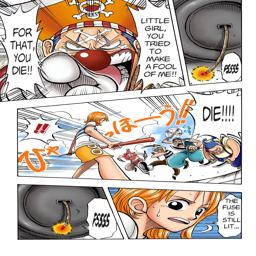 PSSSS
LITTLE
GIRL,
YOU
TRIED
TO MAKE
A FOOL
OF ME!!
FOR
THAT,
YOU
DIE!!
DIE!!!!
!!
THE
FUSE
IS
STILL
LIT...
PSSSS